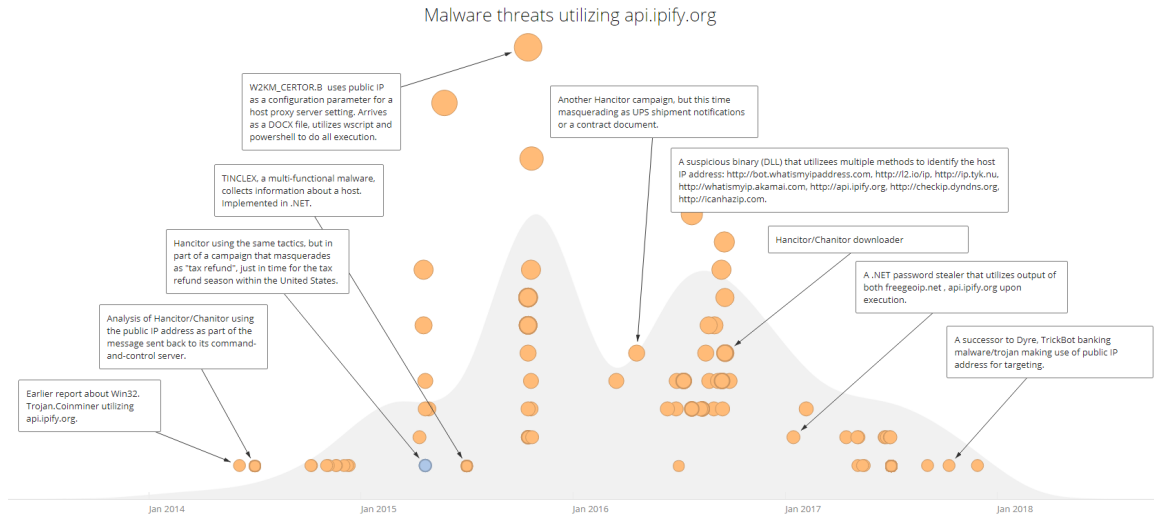 Malware threats utilizing api.ipify.org
W2KM_CERTOR.B uses public IP
as a configuration parameter for a
host proxy server setting. Arrives
as a DOCX file, utilizes wscript and
powershell to do all execution.
Another Hancitor campaign, but this time
masquerading as UPS shipment notifications
or a contract document.
TINCLEX, a multi-functional malware,
collects information about a host.
Implemented in .NET.
A suspicious binary (DLL) that utilizees multiple methods to identify the host
IP address: http://bot.whatismyipaddress.com, http://l2.io/ip, http://ip.tyk.nu,
http://whatismyip.akamai.com, http://api.ipify.org, http://checkip.dyndns.org,
http://icanhazip.com.
Hancitor using the same tactics, but in
part of a campaign that masquerades
as "tax refund", just in time for the tax
refund season within the United States.
Hancitor/Chanitor downloader
A .NET password stealer that utilizes output of
both freegeoip.net , api.ipify.org upon
execution.
Analysis of Hancitor/Chanitor using
the public IP address as part of the
message sent back to its command-
and-control server.
A successor to Dyre, TrickBot banking
malware/trojan making use of public IP
address for targeting.
Earlier report about Win32.
Trojan.Coinminer utilizing
api.ipify.org.
Jan 2014
Jan 2015
Jan 2016
Jan 2017
Jan 2018